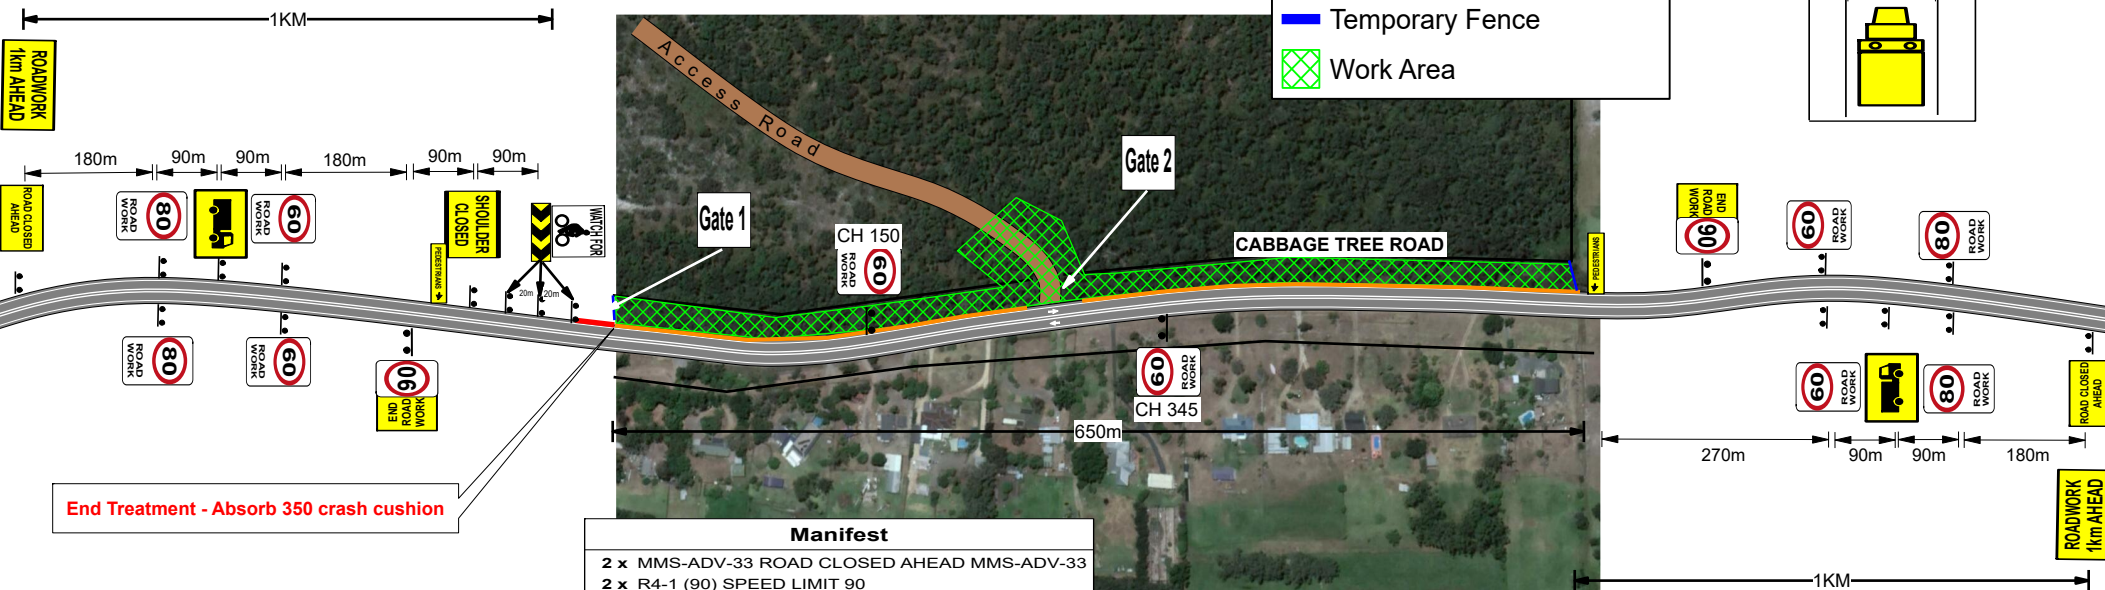 1KM
ROADWORK
1km AHEAD
180m
90m
90m
180m
90m
90m
ROAD CLOSED
AHEAD
80
ROAD
WORK
60
ROAD
WORK
SHOULDER
CLOSED
PEDESTRIANS
WATCH FOR
20m
20m
80
ROAD
WORK
60
ROAD
WORK
90
END
ROAD
WORK
End Treatment - Absorb 350 crash cushion
Access Road
Gate 1
Gate 2
CH 150
60
ROAD
WORK
CABBAGE TREE ROAD
60
ROAD
WORK
CH 345
650m
Temporary Fence
Work Area
Manifest
2 x MMS-ADV-33 ROAD CLOSED AHEAD MMS-ADV-33
2 x R4-1 (90) SPEED LIMIT 90
PEDESTRIANS
END
ROAD
WORK
90
60
ROAD
WORK
80
ROAD
WORK
60
ROAD
WORK
80
ROAD
WORK
ROAD CLOSED
AHEAD
270m
90m
90m
180m
ROADWORK
1km AHEAD
1KM